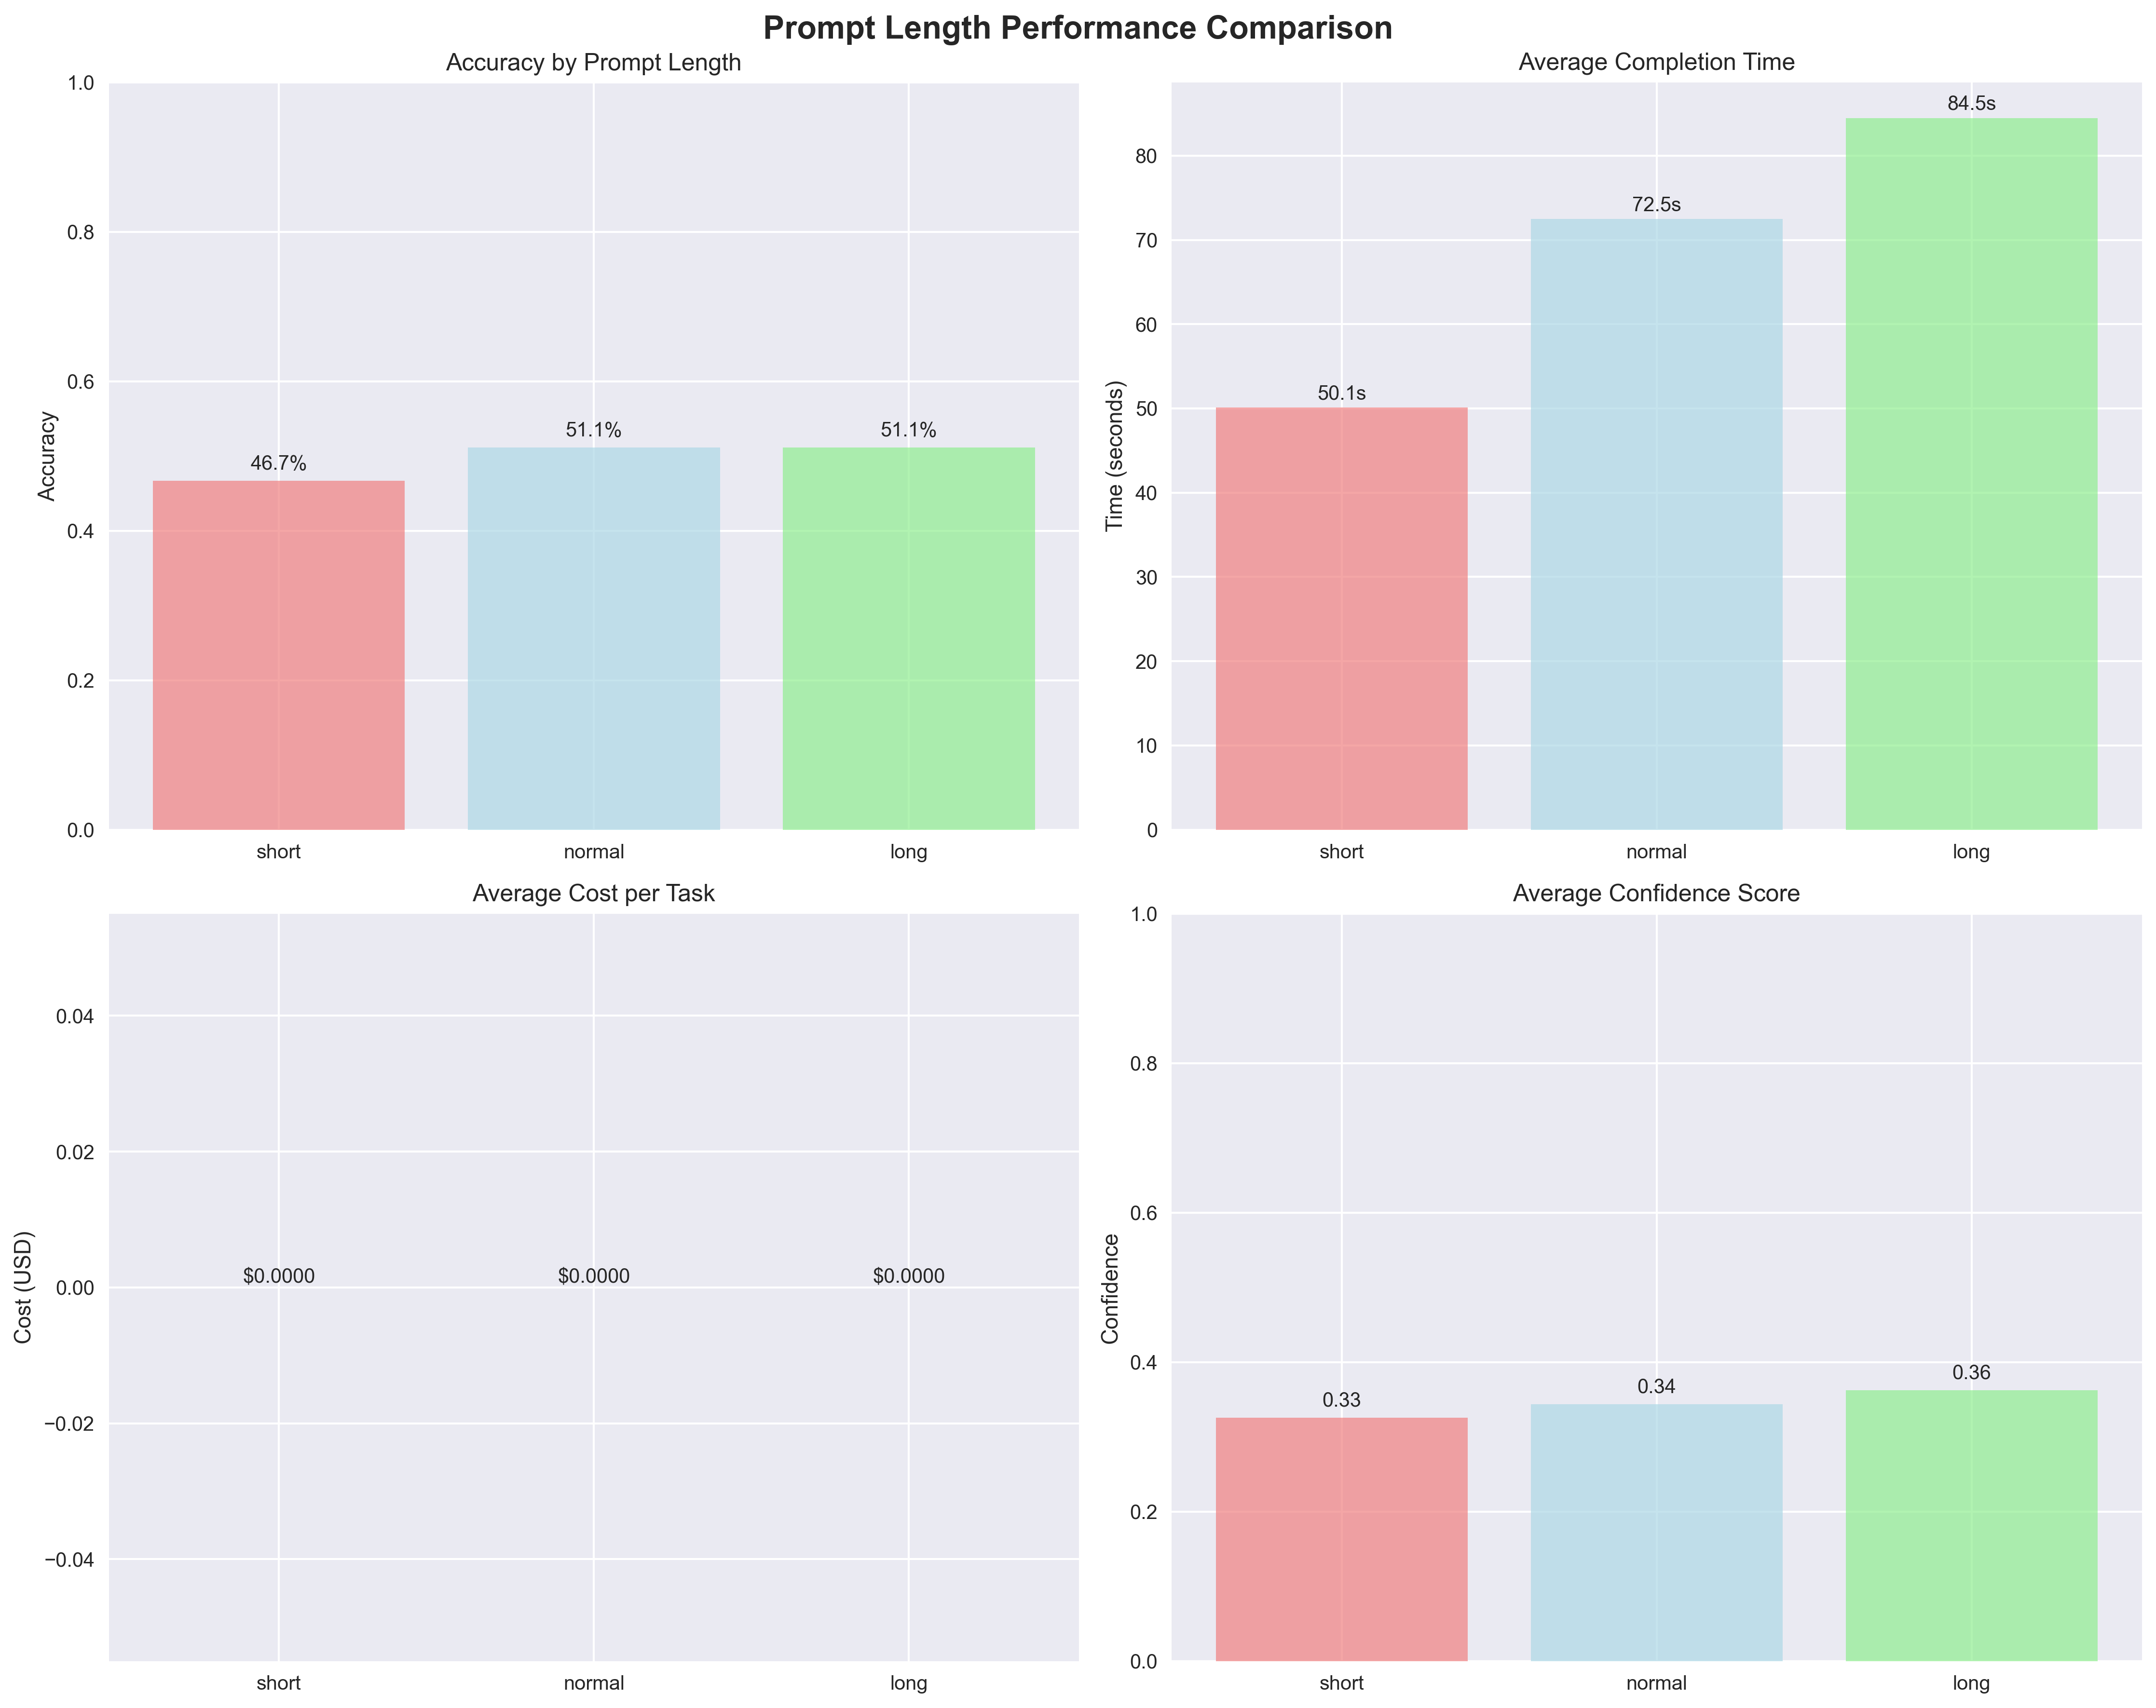 Prompt Length Performance Comparison
Accuracy by Prompt Length
1.0
0.8
0.6
0.4
0.2
0.0
Accuracy
46.7%
51.1%
51.1%
short
normal
long
Average Completion Time
80
70
60
50
40
30
20
10
0
Time (seconds)
50.1s
72.5s
84.5s
short
normal
long
Average Cost per Task
0.04
0.02
0.00
−0.02
−0.04
Cost (USD)
$0.0000
$0.0000
$0.0000
short
normal
long
Average Confidence Score
1.0
0.8
0.6
0.4
0.2
0.0
Confidence
0.33
0.34
0.36
short
normal
long